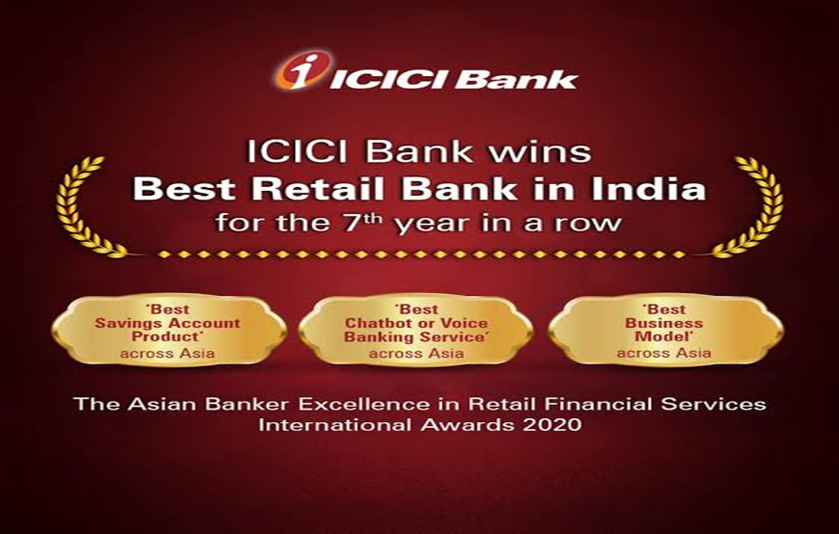 ICICI Bank
ICICI Bank wins
Best Retail Bank in India
for the 7th year in a row
'Best
Savings Account
Product'
across Asia
'Best
Chatbot or Voice
Banking Service'
across Asia
'Best
Business
Model'
across Asia
The Asian Banker Excellence in Retail Financial Services
International Awards 2020